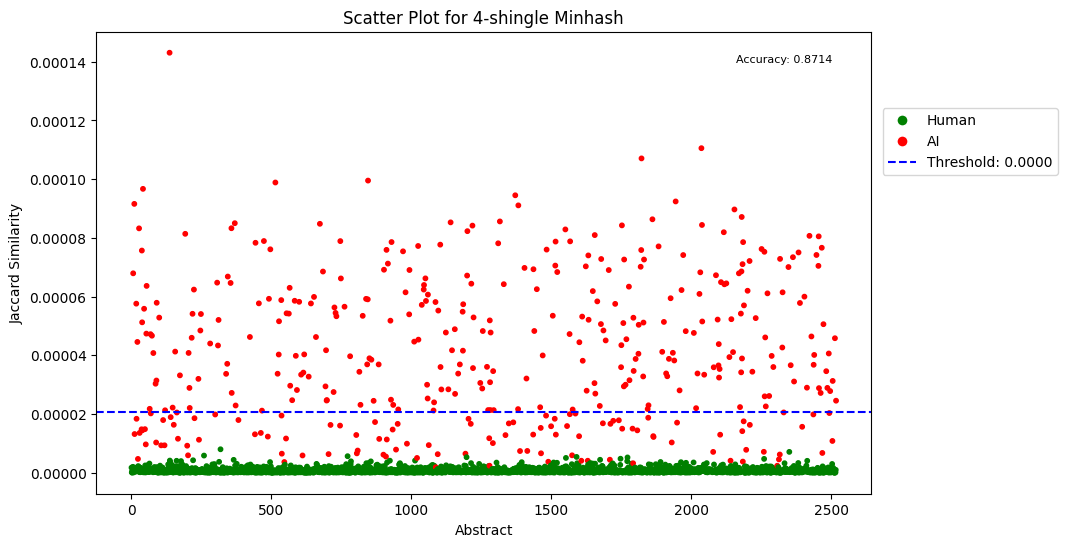 Scatter Plot for 4-shingle Minhash
Accuracy: 0.8714
Human
AI
Threshold: 0.0000
Jaccard Similarity
0.00014
0.00012
0.00010
0.00008
0.00006
0.00004
0.00002
0.00000
0 500 1000 1500 2000 2500
Abstract